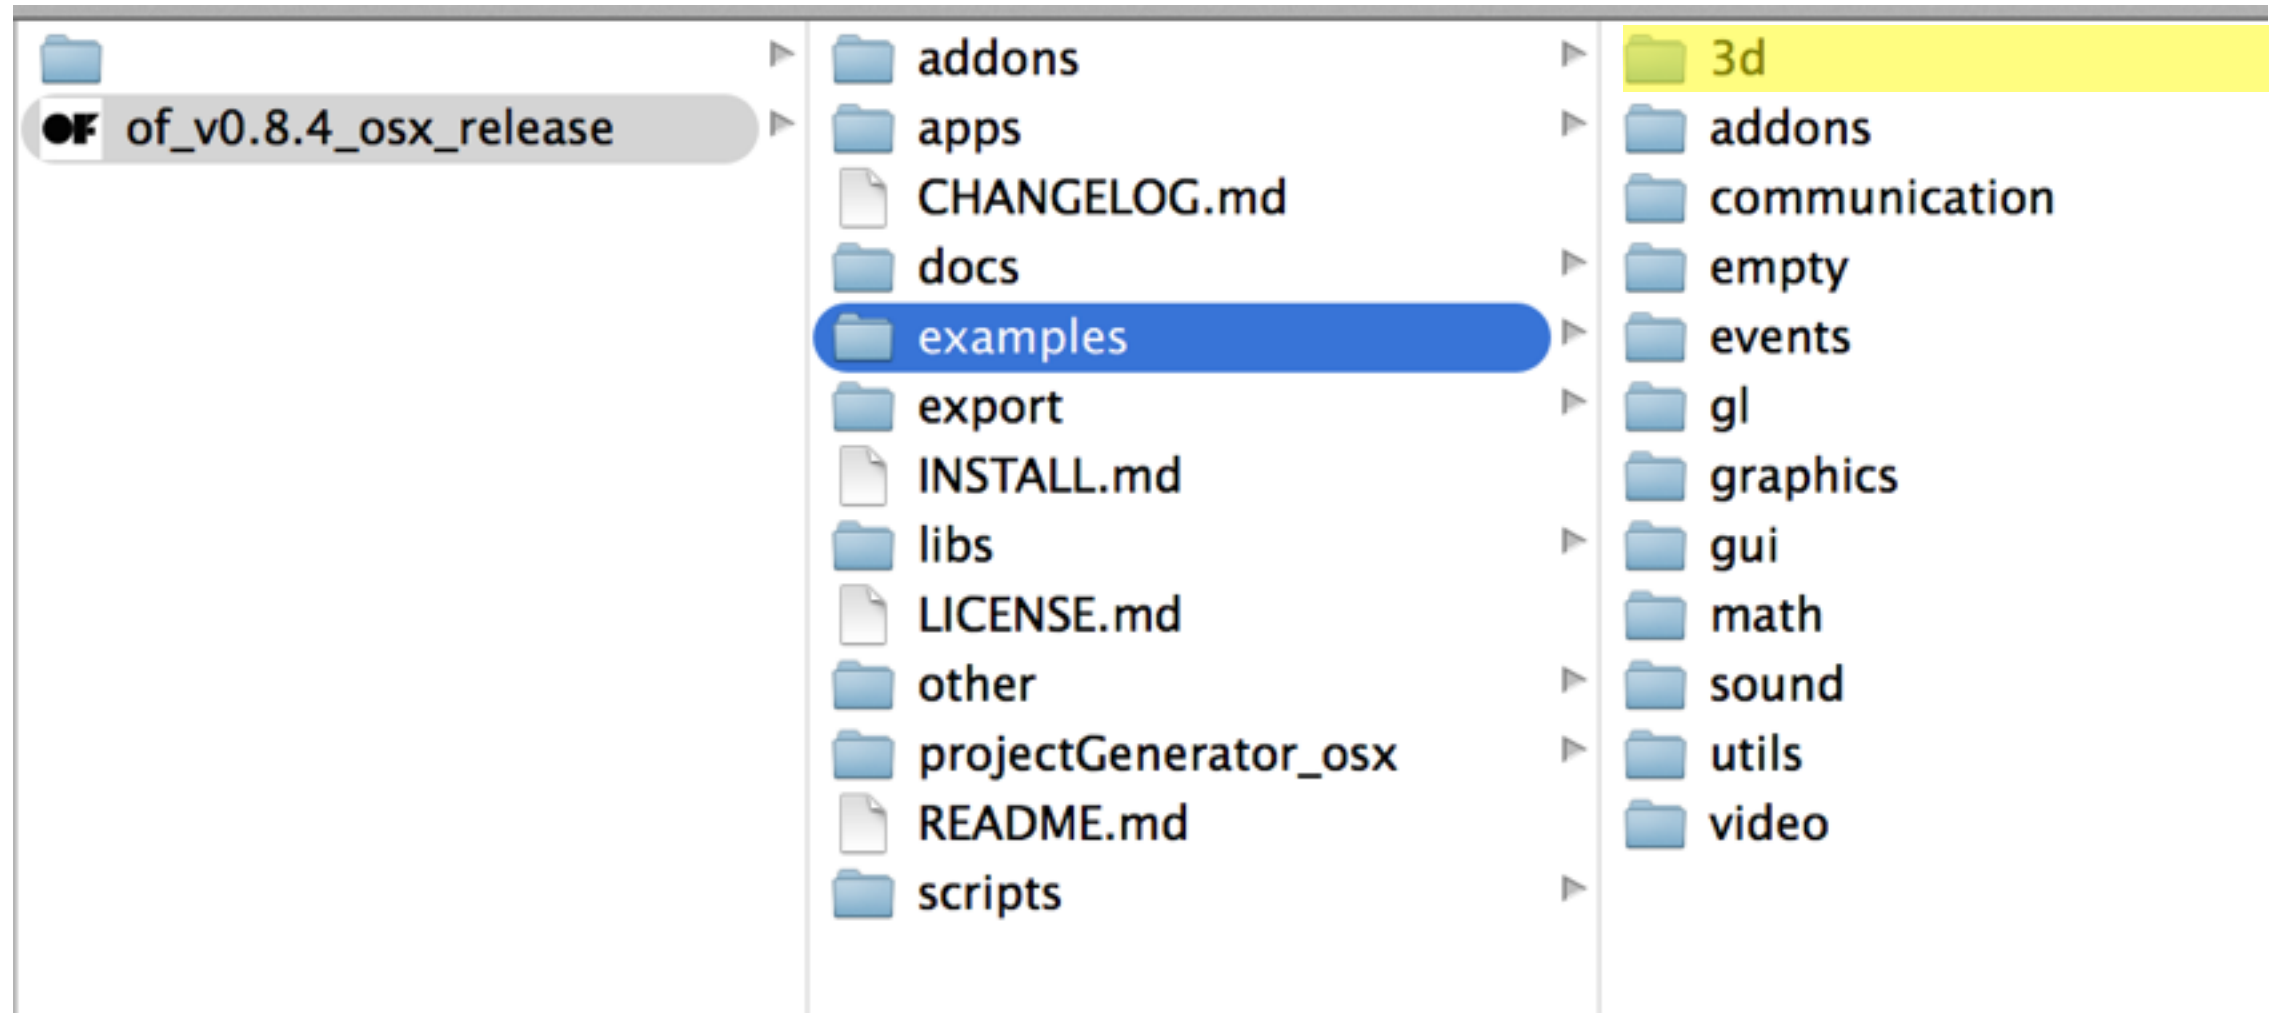 OF of_v0.8.4_osx_release
addons
apps
CHANGELOG.md
docs
examples
export
INSTALL.md
libs
LICENSE.md
other
projectGenerator_osx
README.md
scripts
3d
addons
communication
empty
events
gl
graphics
gui
math
sound
utils
video